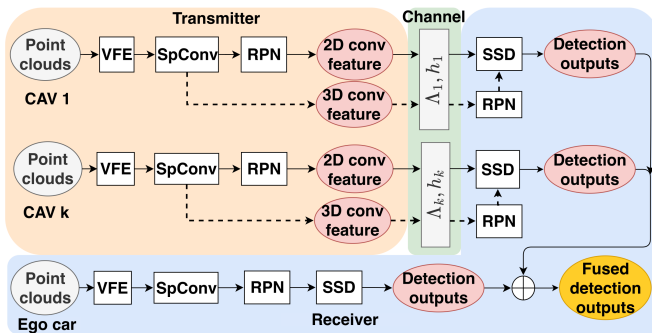 Transmitter
Channel
Point clouds
VFE
SpConv
RPN
2D conv feature
Λ₁, h₁
SSD
Detection outputs
CAV 1
3D conv feature
RPN
Point clouds
VFE
SpConv
RPN
2D conv feature
Λₖ, hₖ
SSD
Detection outputs
CAV k
3D conv feature
RPN
Point clouds
VFE
SpConv
RPN
SSD
Detection outputs
Fused detection outputs
Ego car
Receiver